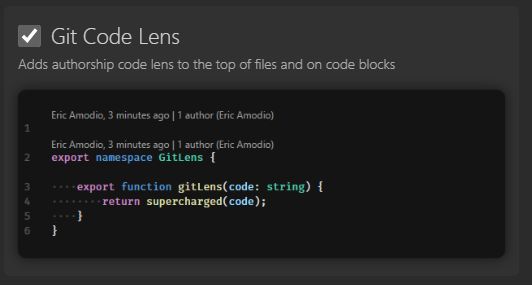 Git Code Lens
Adds authorship code lens to the top of files and on code blocks
Eric Amodio, 3 minutes ago | 1 author (Eric Amodio)
1
Eric Amodio, 3 minutes ago | 1 author (Eric Amodio)
2 export namespace GitLens {
3 ····export function gitLens(code: string) {
4 ········return supercharged(code);
5 ····}
6 }